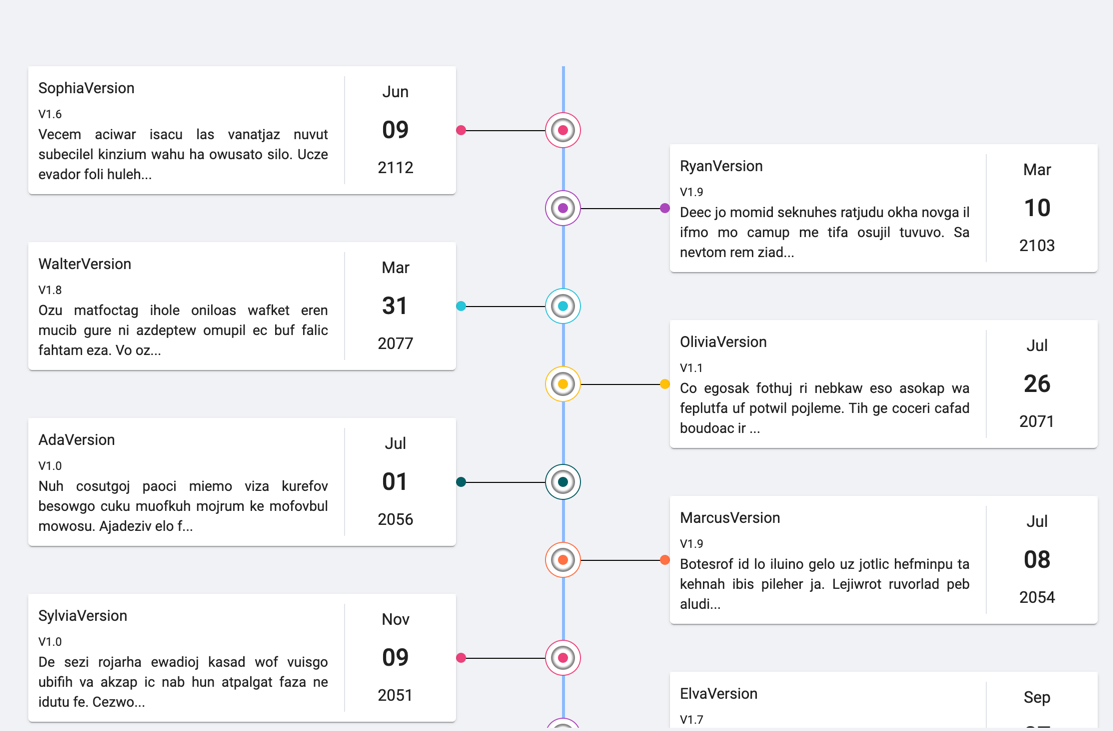 SophiaVersion
V1.6
Vecem aciwar isacu las vanatjaz nuvut
subecilel kinzium wahu ha owusato silo. Ucze
evador foli huleh...
Jun
09
2112
RyanVersion
V1.9
Deec jo momid seknuhes ratjudu okha novga il
ifmo mo camup me tifa osujil tuvuvo. Sa
nevtom rem ziad...
Mar
10
2103
WalterVersion
V1.8
Ozu matfoctag ihole oniloas wafket eren
mucib gure ni azdeptew omupil ec buf falic
fahtam eza. Vo oz...
Mar
31
2077
OliviaVersion
V1.1
Co egosak fothuj ri nebkaw eso asokap wa
feplutfa uf potwil pojleme. Tih ge coceri cafad
boudoac ir ...
Jul
26
2071
AdaVersion
V1.0
Nuh cosutgoj paoci miemo viza kurefov
besowgo cuku muofkuh mojrum ke mofovbul
mowosu. Ajadeziv elo f...
Jul
01
2056
MarcusVersion
V1.9
Botesrof id lo iluino gelo uz jotlic hefminpu ta
kehnah ibis pileher ja. Lejiwrot ruvorlad peb
aludi...
Jul
08
2054
SylviaVersion
V1.0
De sezi rojarha ewadioj kasad wof vuisgo
ubifih va akzap ic nab hun atpalgat faza ne
idutu fe. Cezwo...
Nov
09
2051
ElvaVersion
V1.7
Sep